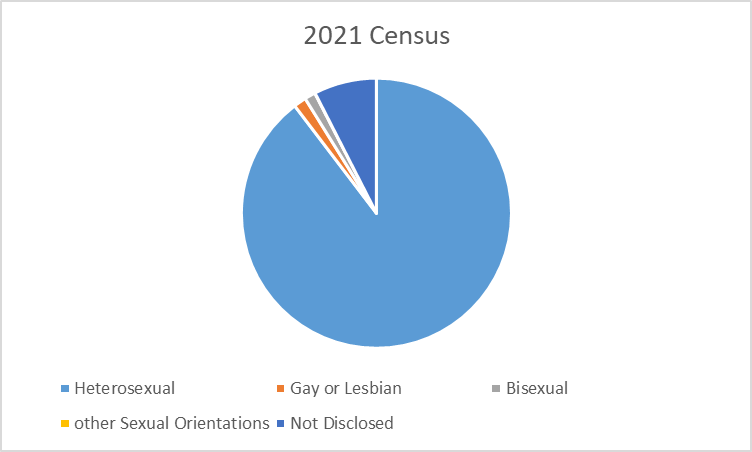 2021 Census
Heterosexual Gay or Lesbian Bisexual
other Sexual Orientations Not Disclosed